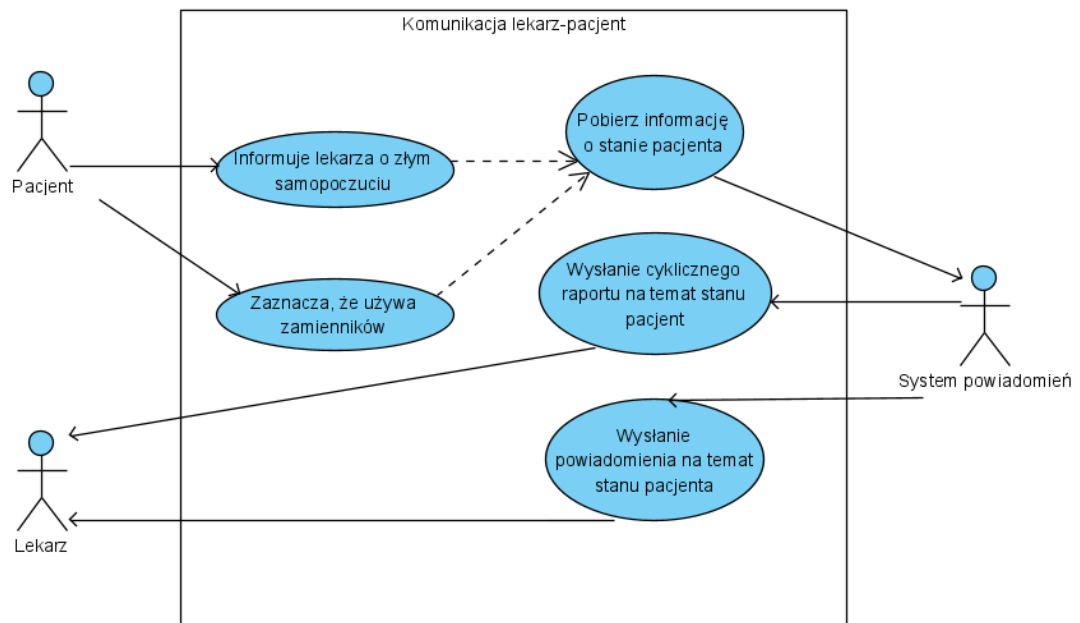 Komunikacja lekarz-pacjent
Pacjent
Informuje lekarza o złym
samopoczuciu
Pobierz informację
o stanie pacjenta
Zaznacza, że używa
zamienników
Wysłanie cyklicznego
raportu na temat stanu
pacjent
System powiadomień
Wysłanie
powiadomienia na temat
stanu pacjenta
Lekarz